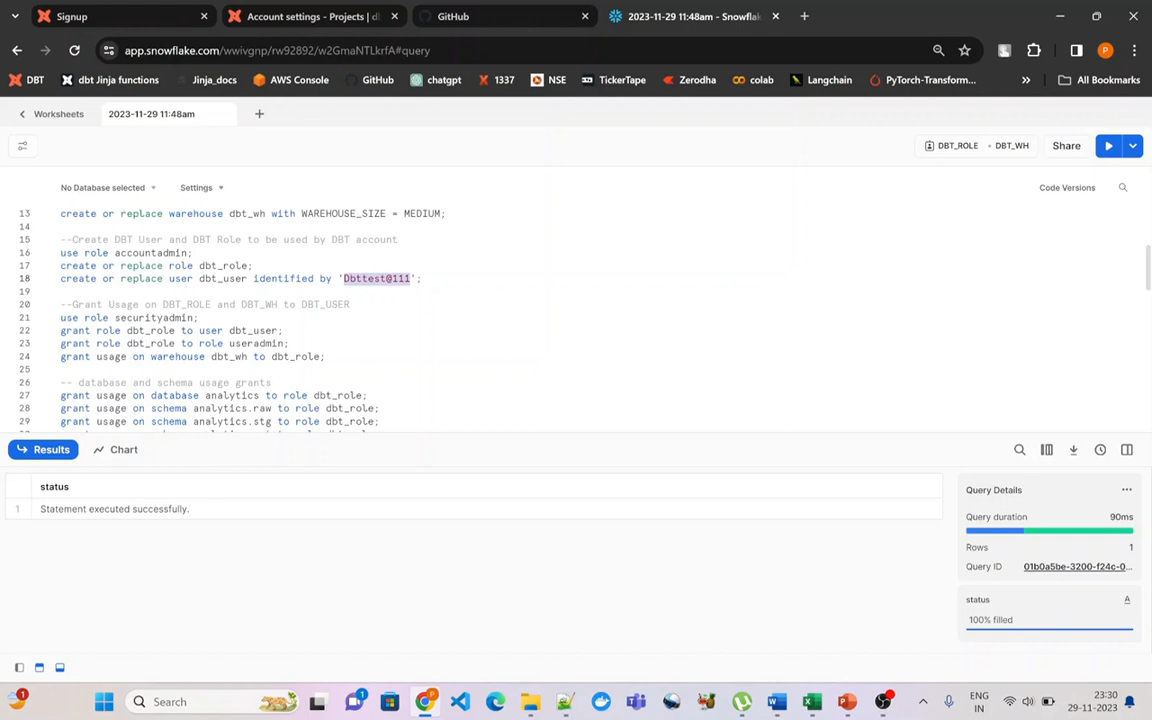 Signup
Account settings - Projects | d
GitHub
2023-11-29 11:48am - Snowflak
app.snowflake.com/wwivgnp/rw92892/w2GmaNTLkrfA#query
P
DBT
dbt Jinja functions
Jinja_docs
AWS Console
GitHub
chatgpt
1337
NSE
TickerTape
Zerodha
colab
Langchain
PyTorch-Transform...
All Bookmarks
Worksheets
2023-11-29 11:48am
DBT_ROLE
DBT_WH
Share
No Database selected
Settings
Code Versions
13 create or replace warehouse dbt_wh with WAREHOUSE_SIZE = MEDIUM;
14
15 --Create DBT User and DBT Role to be used by DBT account
16 use role accountadmin;
17 create or replace role dbt_role;
18 create or replace user dbt_user identified by 'Dbttest@111';
19
20 --Grant Usage on DBT_ROLE and DBT_WH to DBT_USER
21 use role securityadmin;
22 grant role dbt_role to user dbt_user;
23 grant role dbt_role to role useradmin;
24 grant usage on warehouse dbt_wh to dbt_role;
25
26 -- database and schema usage grants
27 grant usage on database analytics to role dbt_role;
28 grant usage on schema analytics.raw to role dbt_role;
29 grant usage on schema analytics.stg to role dbt_role;
Results
Chart
status
1 Statement executed successfully.
Query Details
...
Query duration 90ms
Rows 1
Query ID 01b0a5be-3200-f24c-0...
status A
100% filled
1
Search
1
P
ENG
IN
23:30
29-11-2023